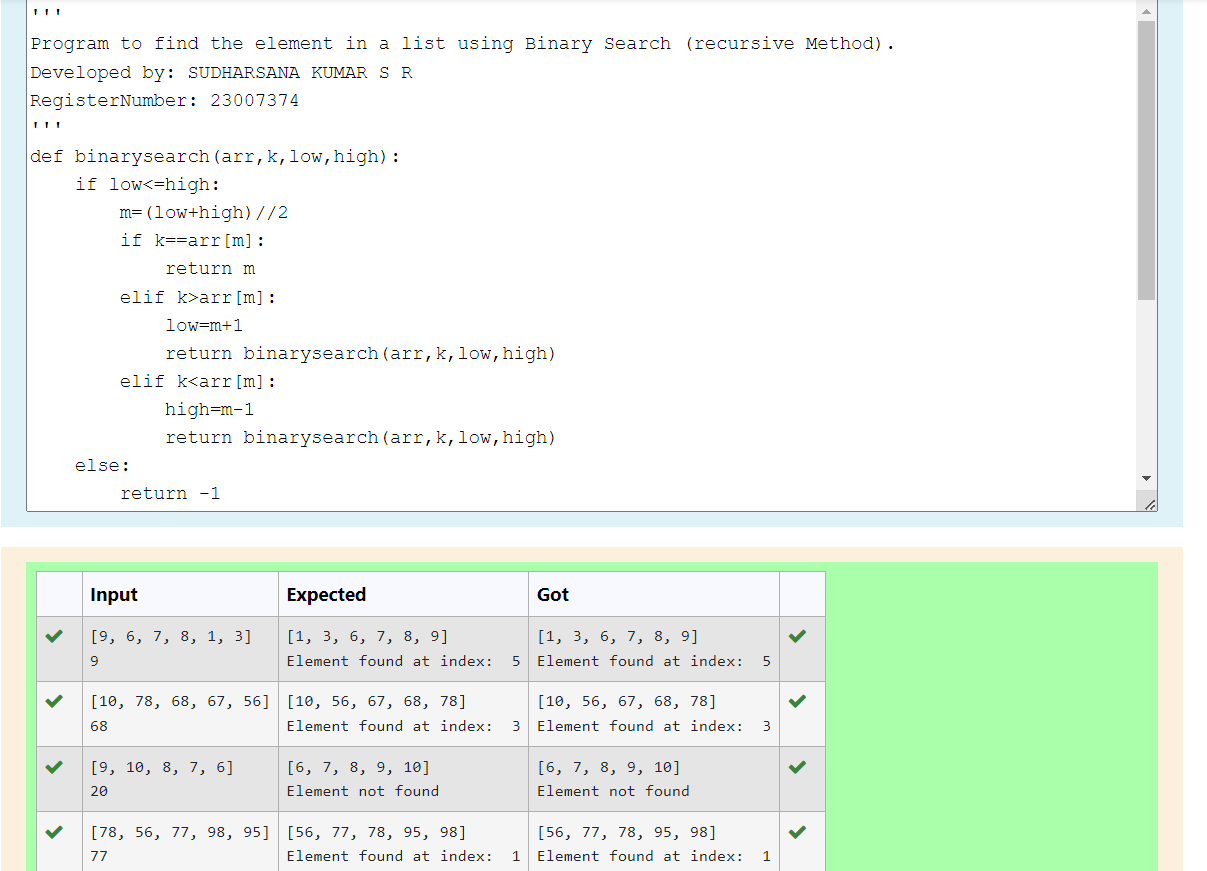 '''
Program to find the element in a list using Binary Search (recursive Method).
Developed by: SUDHARSANA KUMAR S R
RegisterNumber: 23007374
'''
def binarysearch(arr,k,low,high):
    if low<=high:
        m=(low+high)//2
        if k==arr[m]:
            return m
        elif k>arr[m]:
            low=m+1
            return binarysearch(arr,k,low,high)
        elif k<arr[m]:
            high=m-1
            return binarysearch(arr,k,low,high)
    else:
        return -1
Input Expected Got
[9, 6, 7, 8, 1, 3] [1, 3, 6, 7, 8, 9] [1, 3, 6, 7, 8, 9]
9 Element found at index:  5 Element found at index:  5
[10, 78, 68, 67, 56] [10, 56, 67, 68, 78] [10, 56, 67, 68, 78]
68 Element found at index:  3 Element found at index:  3
[9, 10, 8, 7, 6] [6, 7, 8, 9, 10] [6, 7, 8, 9, 10]
20 Element not found Element not found
[78, 56, 77, 98, 95] [56, 77, 78, 95, 98] [56, 77, 78, 95, 98]
77 Element found at index:  1 Element found at index:  1